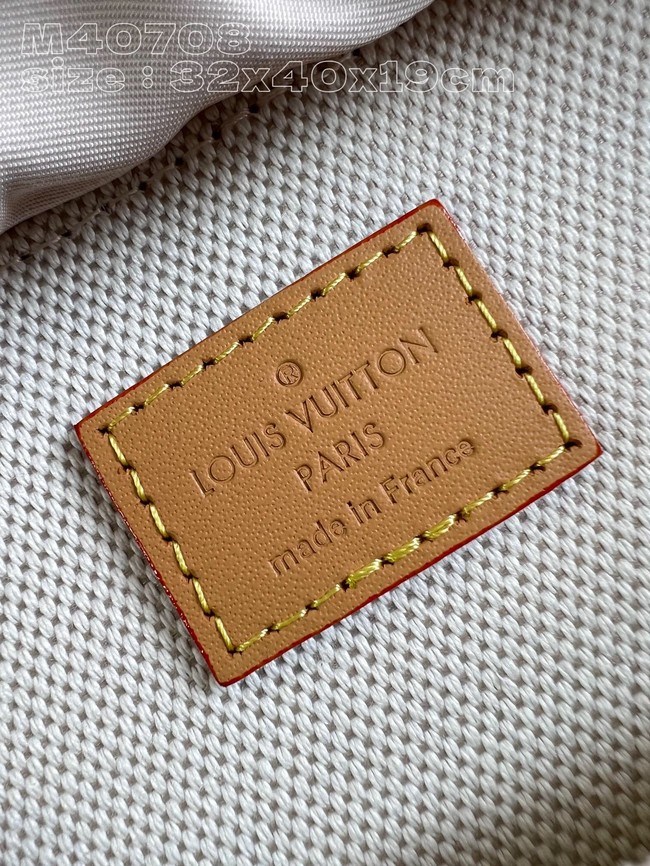 M40708
size : 32x40x19cm
®
LOUIS VUITTON
PARIS
made in France